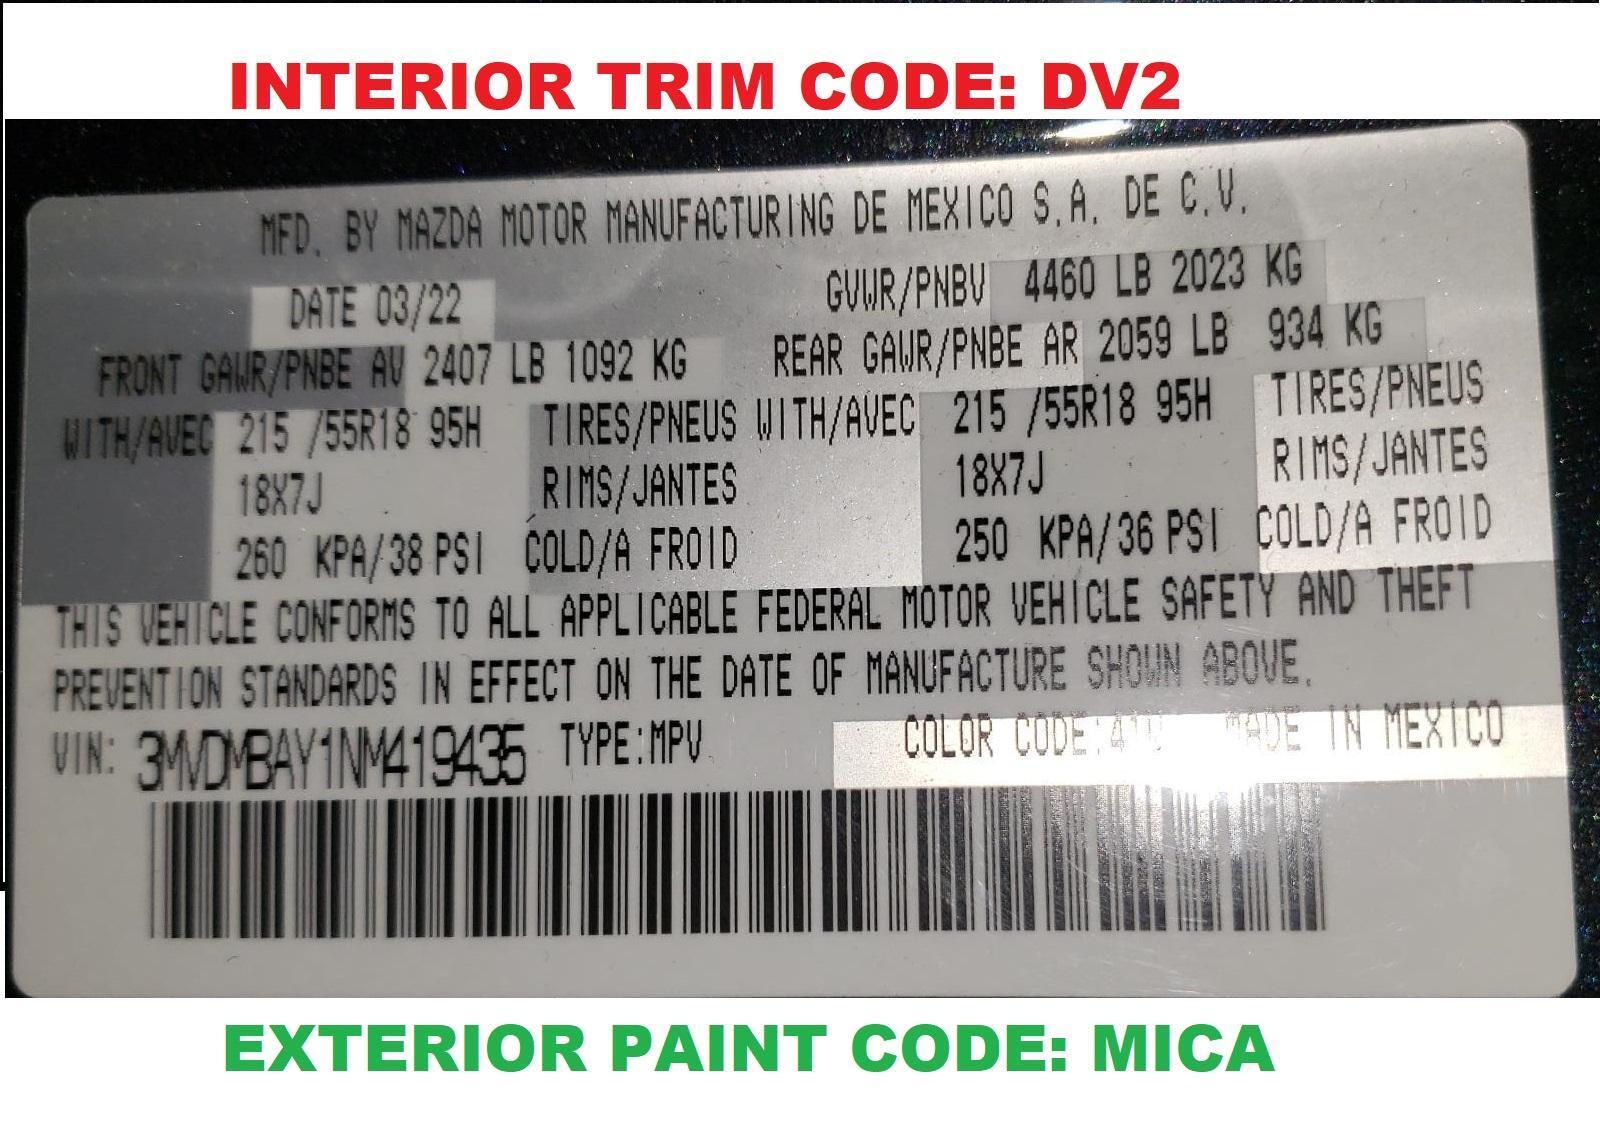 INTERIOR TRIM CODE: DV2
MFD. BY MAZDA MOTOR MANUFACTURING DE MEXICO S.A. DE C.V.
DATE 03/22 GVWR/PNBV 4460 LB 2023 KG
FRONT GAWR/PNBE AV 2407 LB 1092 KG REAR GAWR/PNBE AR 2059 LB 934 KG
WITH/AVEC 215 /55R18 95H TIRES/PNEUS WITH/AVEC 215 /55R18 95H TIRES/PNEUS
18X7J RIMS/JANTES 18X7J RIMS/JANTES
260 KPA/38 PSI COLD/A FROID 250 KPA/36 PSI COLD/A FROID
THIS VEHICLE CONFORMS TO ALL APPLICABLE FEDERAL MOTOR VEHICLE SAFETY AND THEFT
PREVENTION STANDARDS IN EFFECT ON THE DATE OF MANUFACTURE SHOWN ABOVE.
VIN: 3MVDMBAY1NM419435 TYPE:MPV COLOR CODE: MADE IN MEXICO
EXTERIOR PAINT CODE: MICA